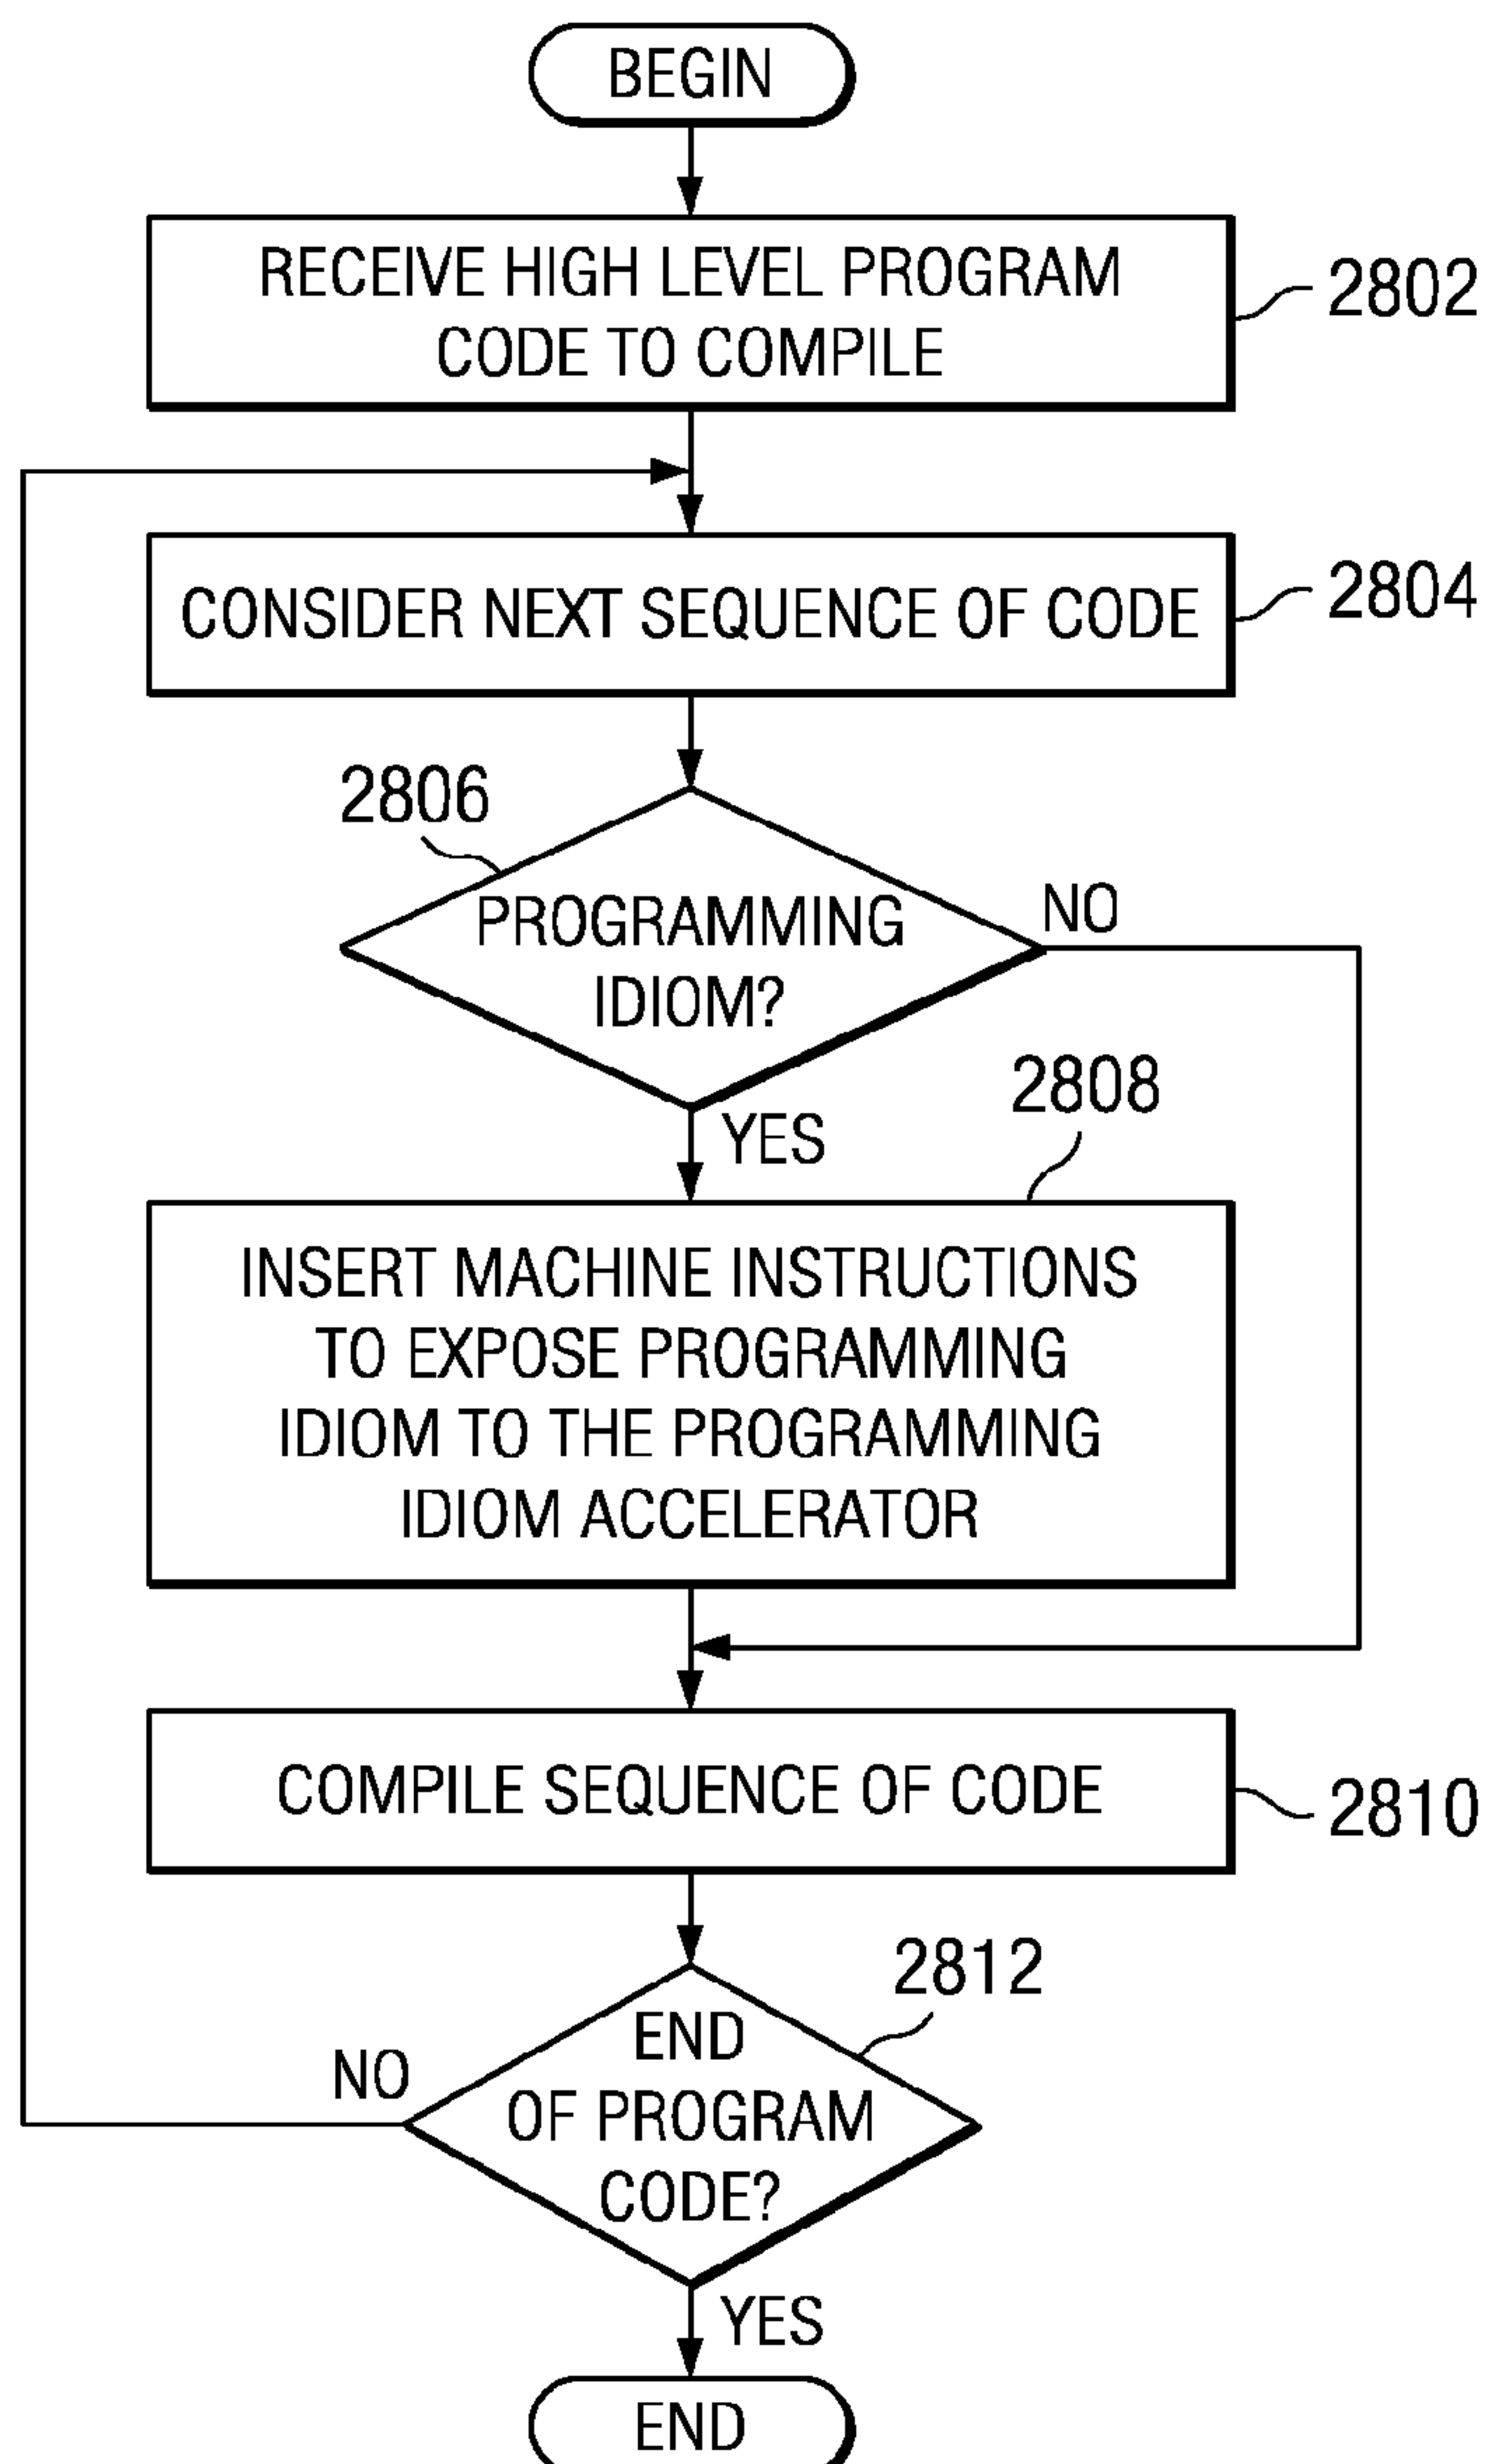 BEGIN
RECEIVE HIGH LEVEL PROGRAM
CODE TO COMPILE
2802
CONSIDER NEXT SEQUENCE OF CODE
2804
2806
PROGRAMMING
IDIOM?
NO
YES
2808
INSERT MACHINE INSTRUCTIONS
TO EXPOSE PROGRAMMING
IDIOM TO THE PROGRAMMING
IDIOM ACCELERATOR
COMPILE SEQUENCE OF CODE
2810
2812
END
OF PROGRAM
CODE?
NO
YES
END